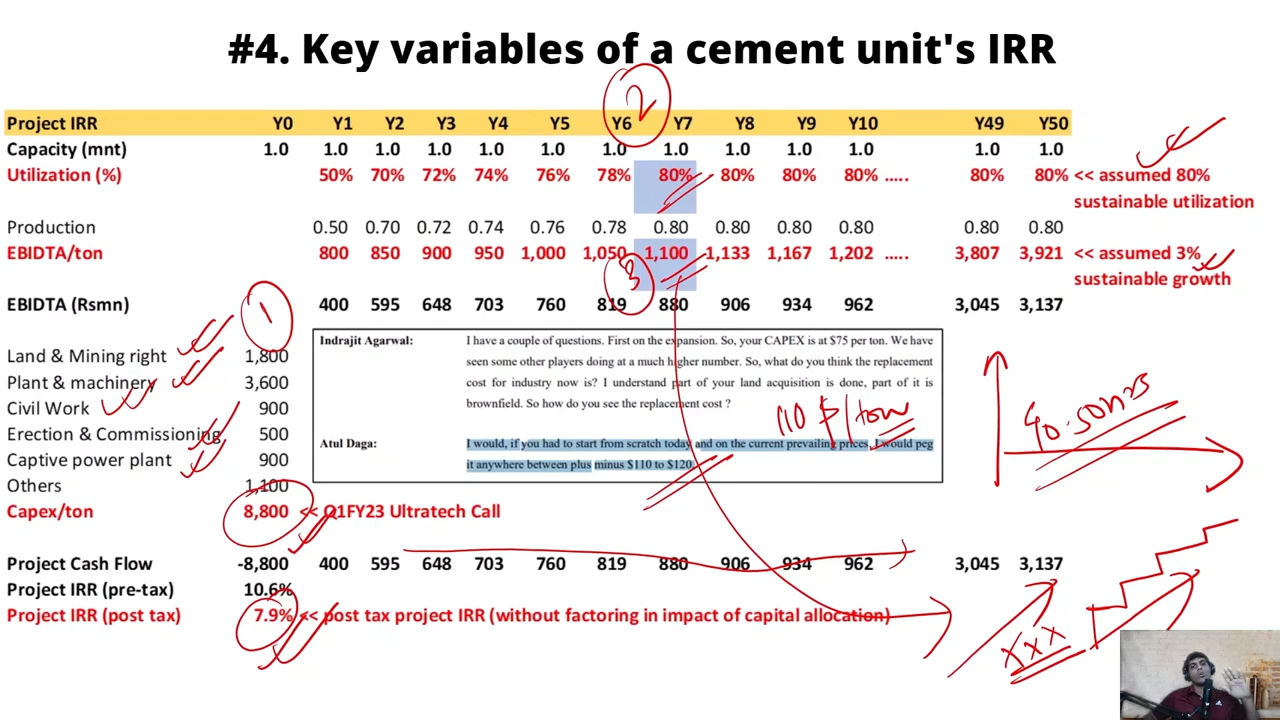 #4. Key variables of a cement unit's IRR
2
Project IRR Y0 Y1 Y2 Y3 Y4 Y5 Y6 Y7 Y8 Y9 Y10 Y49 Y50
Capacity (mnt) 1.0 1.0 1.0 1.0 1.0 1.0 1.0 1.0 1.0 1.0 1.0 1.0 1.0
Utilization (%) 50% 70% 72% 74% 76% 78% 80% 80% 80% 80% ..... 80% 80% << assumed 80%
sustainable utilization
Production 0.50 0.70 0.72 0.74 0.76 0.78 0.80 0.80 0.80 0.80 0.80 0.80
EBIDTA/ton 800 850 900 950 1,000 1,050 1,100 1,133 1,167 1,202 ..... 3,807 3,921 << assumed 3%
sustainable growth
3
EBIDTA (Rsmn) 400 595 648 703 760 819 880 906 934 962 3,045 3,137
1
Land & Mining right 1,800
Plant & machinery 3,600
Civil Work 900
Erection & Commissioning 500
Captive power plant 900
Others 1,100
Capex/ton 8,800 << Q1FY23 Ultratech Call
Indrajit Agarwal: I have a couple of questions. First on the expansion. So, your CAPEX is at $75 per ton. We have
seen some other players doing at a much higher number. So, what do you think the replacement
cost for industry now is? I understand part of your land acquisition is done, part of it is
brownfield. So how do you see the replacement cost ?
110 $/ton
Atul Daga: I would, if you had to start from scratch today and on the current prevailing prices, I would peg
it anywhere between plus minus $110 to $120.
Project Cash Flow -8,800 400 595 648 703 760 819 880 906 934 962 3,045 3,137
Project IRR (pre-tax) 10.6%
Project IRR (post tax) 7.9% << post tax project IRR (without factoring in impact of capital allocation)
XXX